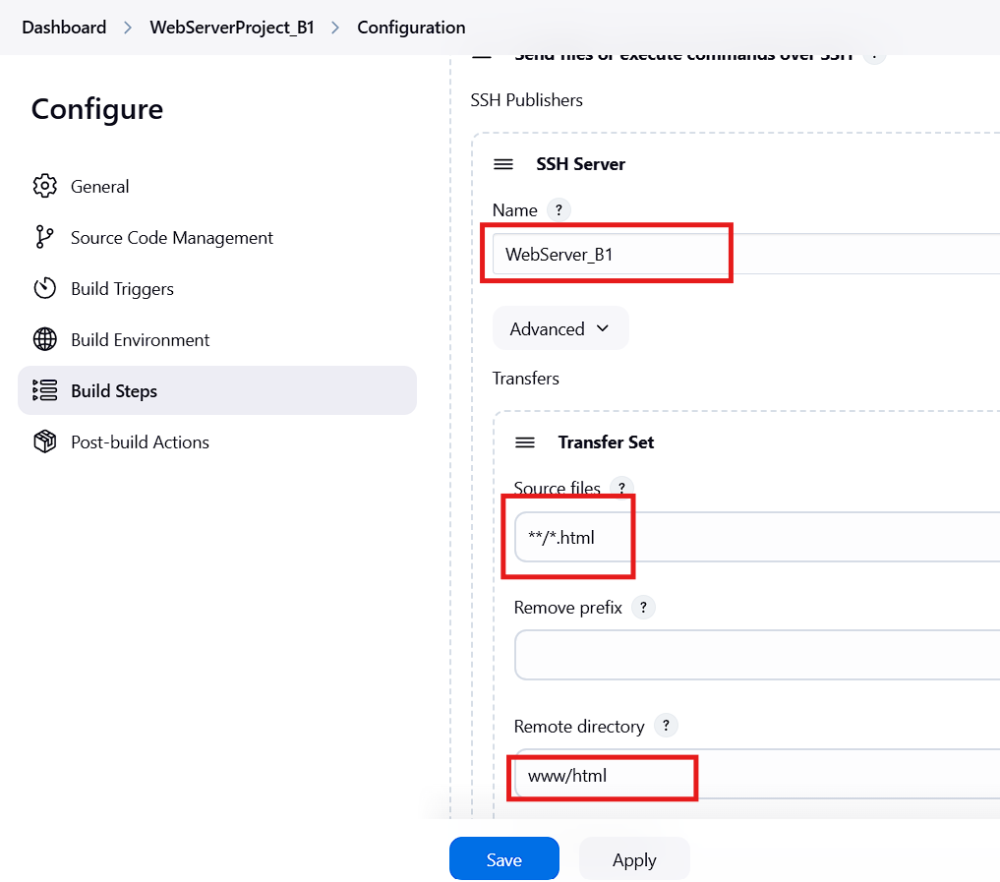 Dashboard > WebServerProject_B1 > Configuration
Send files or execute commands over SSH ?
Configure
SSH Publishers
General
Source Code Management
Build Triggers
Build Environment
Build Steps
Post-build Actions
SSH Server
Name ?
WebServer_B1
Advanced
Transfers
Transfer Set
Source files ?
**/*.html
Remove prefix ?
Remote directory ?
www/html
Save
Apply